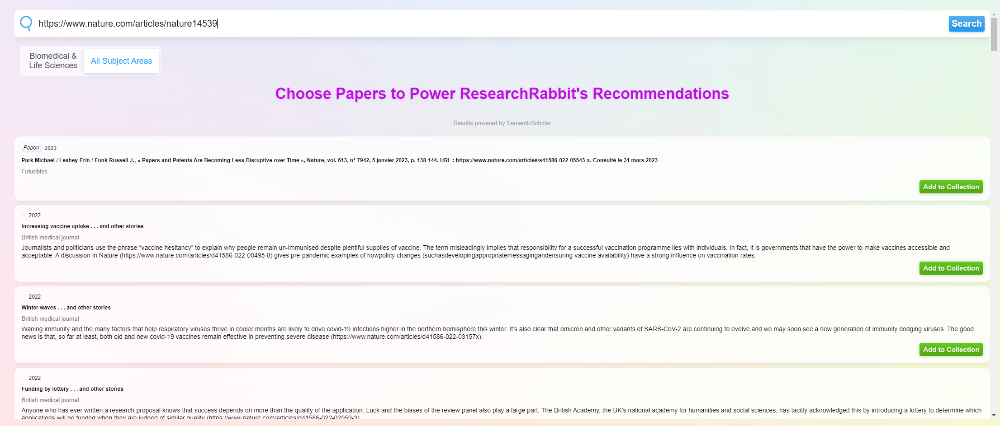 https://www.nature.com/articles/nature14539
Search
Biomedical &
Life Sciences
All Subject Areas
Choose Papers to Power ResearchRabbit's Recommendations
Results powered by SemanticScholar
Papon 2023
Park Michael / Leahey Erin / Funk Russell J., « Papers and Patents Are Becoming Less Disruptive over Time », Nature, vol. 613, n° 7942, 5 janvier 2023, p. 138-144. URL : https://www.nature.com/articles/s41586-022-05543-x. Consulté le 31 mars 2023
Futuribles
Add to Collection
2022
Increasing vaccine uptake . . . and other stories
British medical journal
Journalists and politicians use the phrase “vaccine hesitancy” to explain why people remain un-immunised despite plentiful supplies of vaccine. The term misleadingly implies that responsibility for a successful vaccination programme lies with individuals. In fact, it is governments that have the power to make vaccines accessible and
acceptable. A discussion in Nature (https://www.nature.com/articles/d41586-022-00495-8) gives pre-pandemic examples of howpolicy changes (suchasdevelopingappropriatemessagingandensuring vaccine availability) have a strong influence on vaccination rates.
Add to Collection
2022
Winter waves . . . and other stories
British medical journal
Waning immunity and the many factors that help respiratory viruses thrive in cooler months are likely to drive covid-19 infections higher in the northern hemisphere this winter. It’s also clear that omicron and other variants of SARS-CoV-2 are continuing to evolve and we may soon see a new generation of immunity dodging viruses. The good
news is that, so far at least, both old and new covid-19 vaccines remain effective in preventing severe disease (https://www.nature.com/articles/d41586-022-03157x).
Add to Collection
2022
Funding by lottery . . . and other stories
British medical journal
Anyone who has ever written a research proposal knows that success depends on more than the quality of the application. Luck and the biases of the review panel also play a large part. The British Academy, the UK’s national academy for humanities and social sciences, has tacitly acknowledged this by introducing a lottery to determine which
applications will be funded when they are judged of similar quality (https://www.nature.com/articles/d41586-022-02959-3)